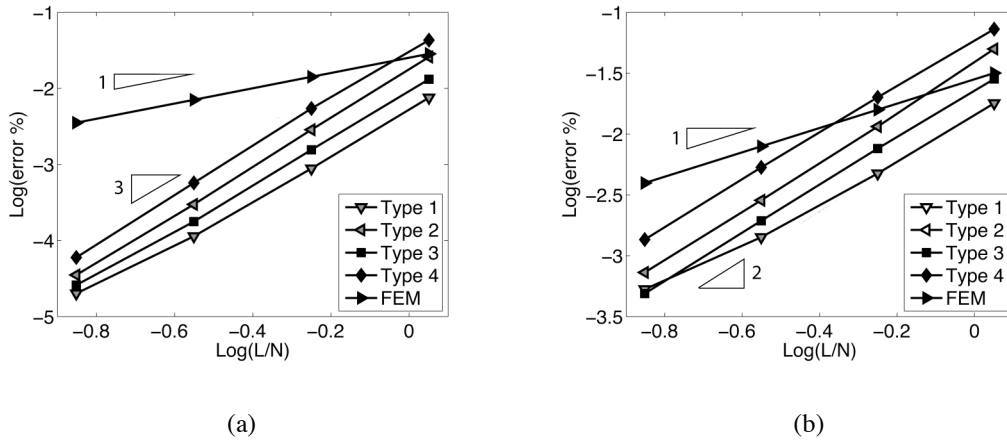 −1
−2
−3
−4
−5
Log(error %)
1
3
Type 1
Type 2
Type 3
Type 4
FEM
−0.8 −0.6 −0.4 −0.2 0
Log(L/N)
(a)
−1
−1.5
−2
−2.5
−3
−3.5
Log(error %)
1
2
Type 1
Type 2
Type 3
Type 4
FEM
−0.8 −0.6 −0.4 −0.2 0
Log(L/N)
(b)